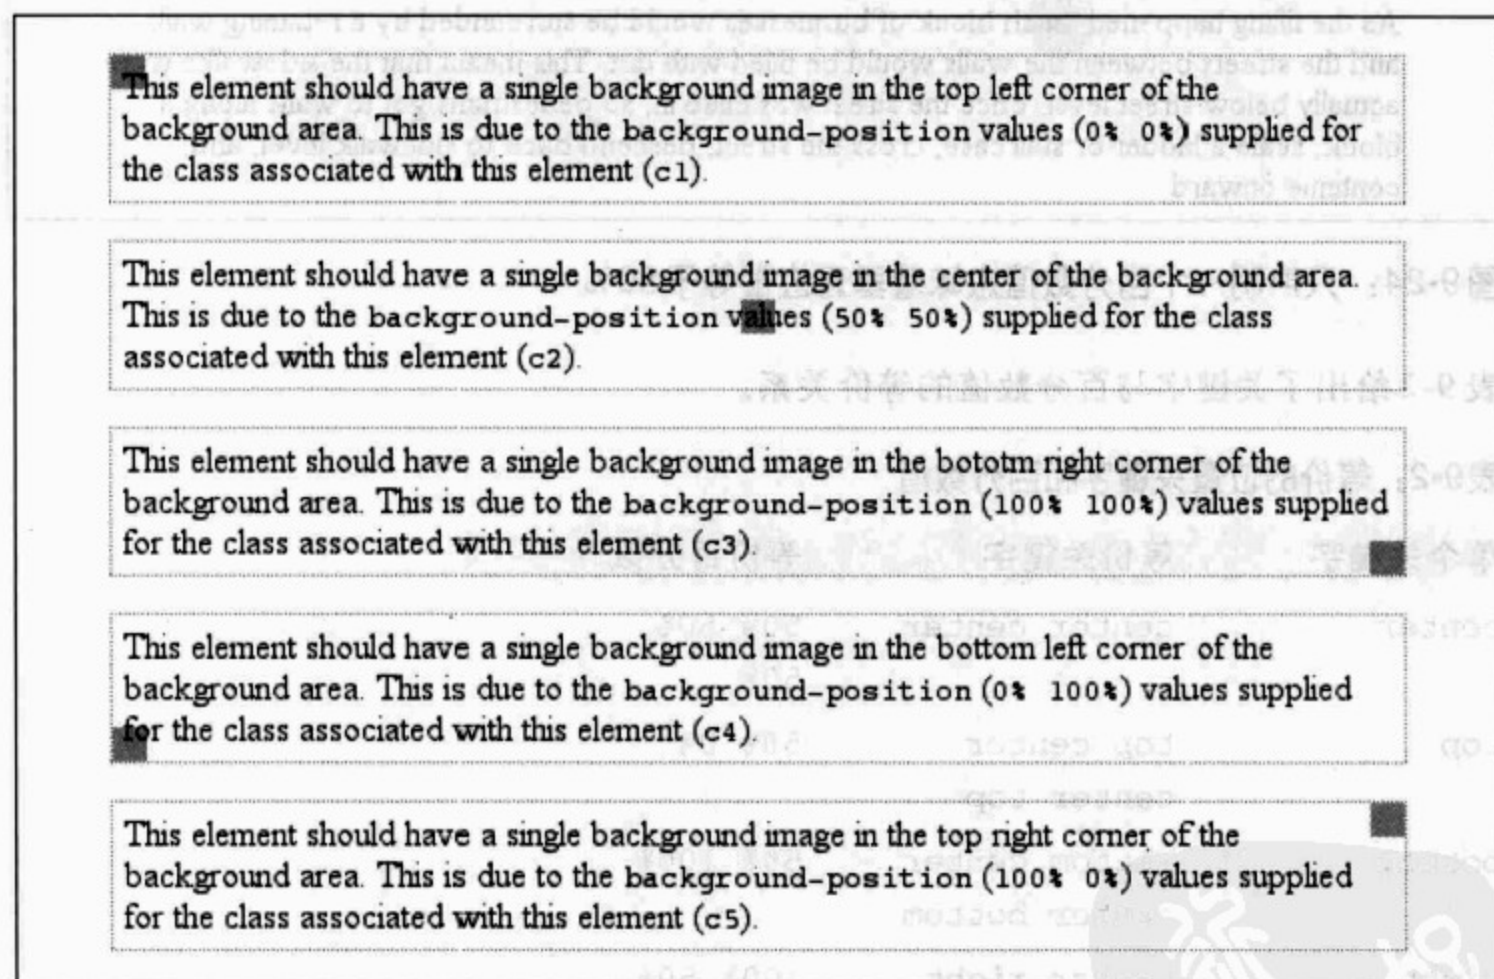 This element should have a single background image in the top left corner of the
background area. This is due to the background-position values (0% 0%) supplied for
the class associated with this element (c1).
This element should have a single background image in the center of the background area.
This is due to the background-position values (50% 50%) supplied for the class
associated with this element (c2).
This element should have a single background image in the bototm right corner of the
background area. This is due to the background-position (100% 100%) values supplied
for the class associated with this element (c3).
This element should have a single background image in the bottom left corner of the
background area. This is due to the background-position (0% 100%) values supplied
for the class associated with this element (c4).
This element should have a single background image in the top right corner of the
background area. This is due to the background-position (100% 0%) values supplied
for the class associated with this element (c5).